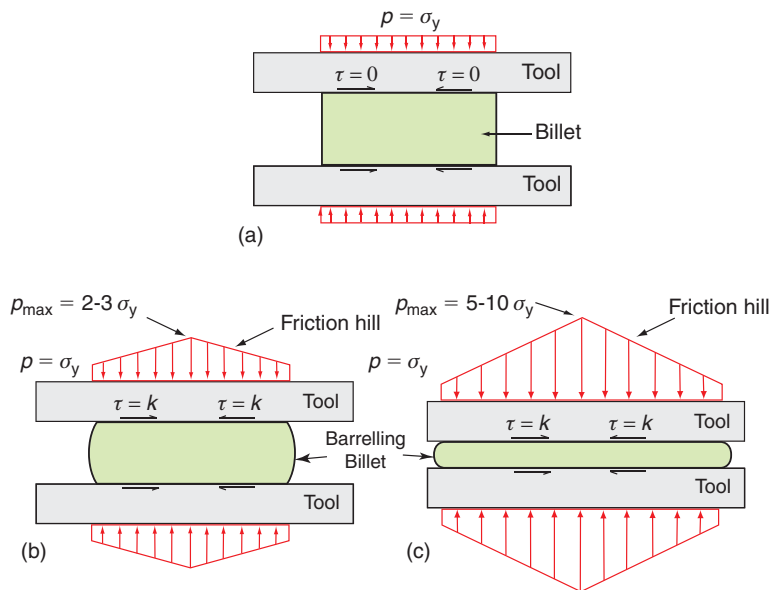 p = σy
τ = 0 τ = 0 Tool
Billet
Tool
(a)
pmax = 2-3 σy
Friction hill
p = σy
τ = k τ = k Tool
Barrelling
Billet
Tool
(b)
pmax = 5-10 σy
Friction hill
p = σy
τ = k τ = k Tool
Tool
(c)